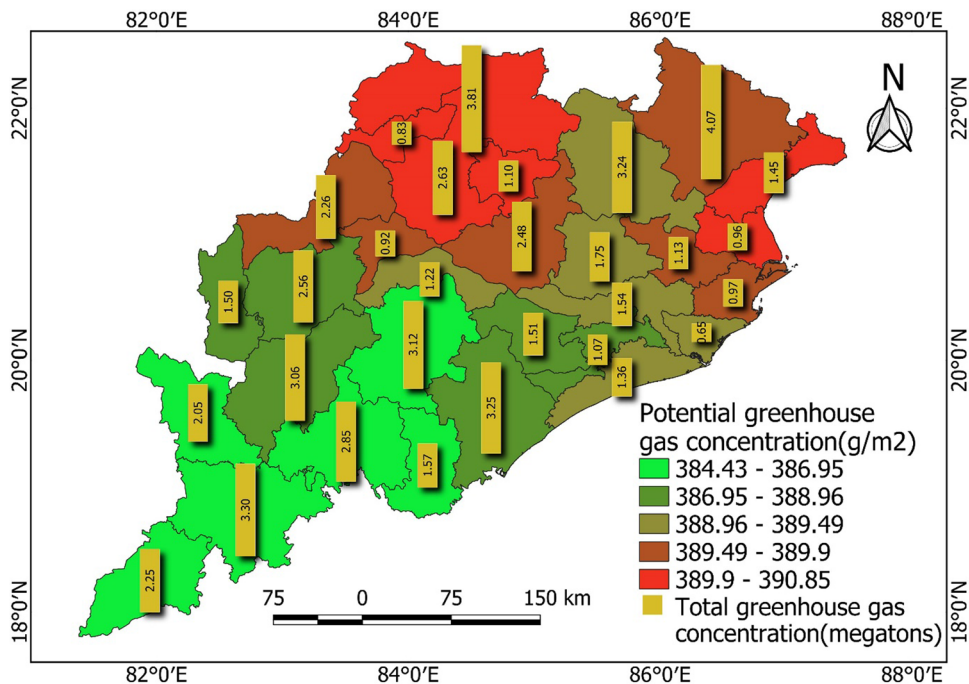 82°0′E 84°0′E 86°0′E 88°0′E
22°0′N
22°0′N
20°0′N
20°0′N
18°0′N
18°0′N
N
3.81
4.07
0.83
3.24
1.45
2.63
1.10
2.26
2.48
0.96
0.92
1.75
1.13
1.22
2.56
1.50
0.97
1.54
0.65
1.51
3.12
1.07
1.36
3.06
3.25
2.05
2.85
1.57
3.30
2.25
Potential greenhouse
gas concentration(g/m2)
384.43 - 386.95
386.95 - 388.96
388.96 - 389.49
389.49 - 389.9
389.9 - 390.85
Total greenhouse gas
concentration(megatons)
75 0 75 150 km
82°0′E 84°0′E 86°0′E 88°0′E